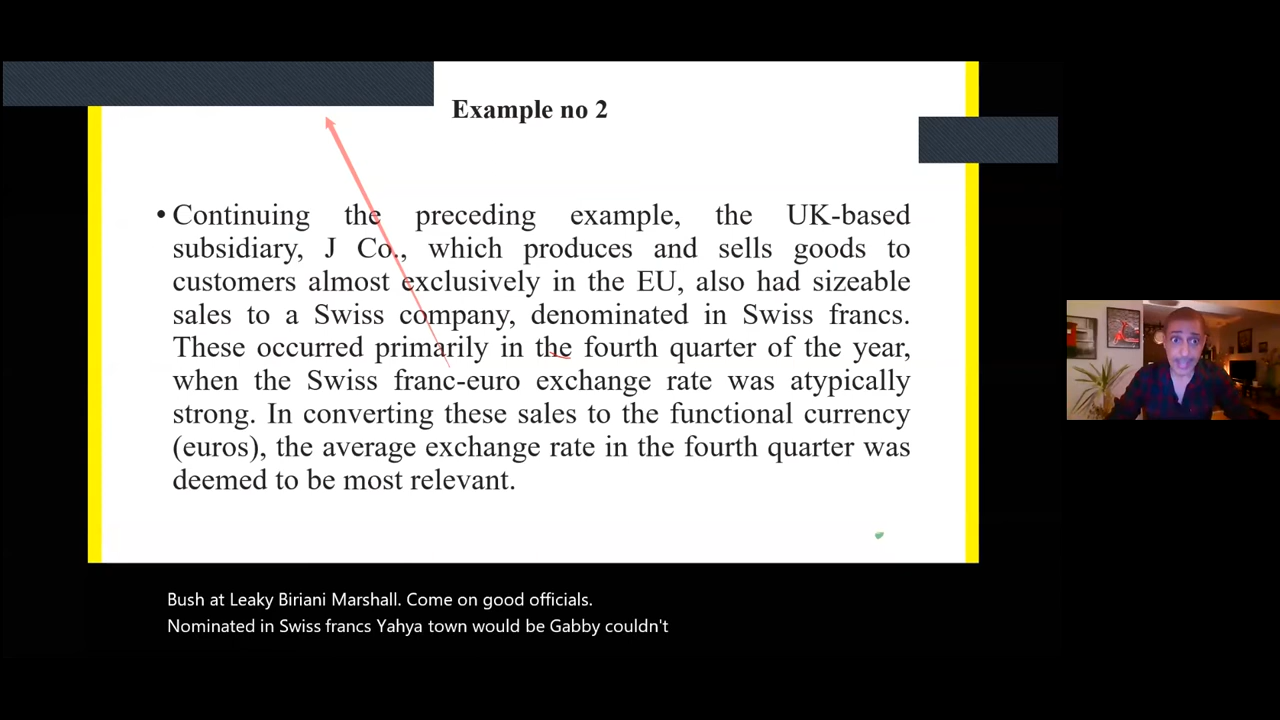 Example no 2
• Continuing the preceding example, the UK-based
subsidiary, J Co., which produces and sells goods to
customers almost exclusively in the EU, also had sizeable
sales to a Swiss company, denominated in Swiss francs.
These occurred primarily in the fourth quarter of the year,
when the Swiss franc-euro exchange rate was atypically
strong. In converting these sales to the functional currency
(euros), the average exchange rate in the fourth quarter was
deemed to be most relevant.
Bush at Leaky Biriani Marshall. Come on good officials.
Nominated in Swiss francs Yahya town would be Gabby couldn't